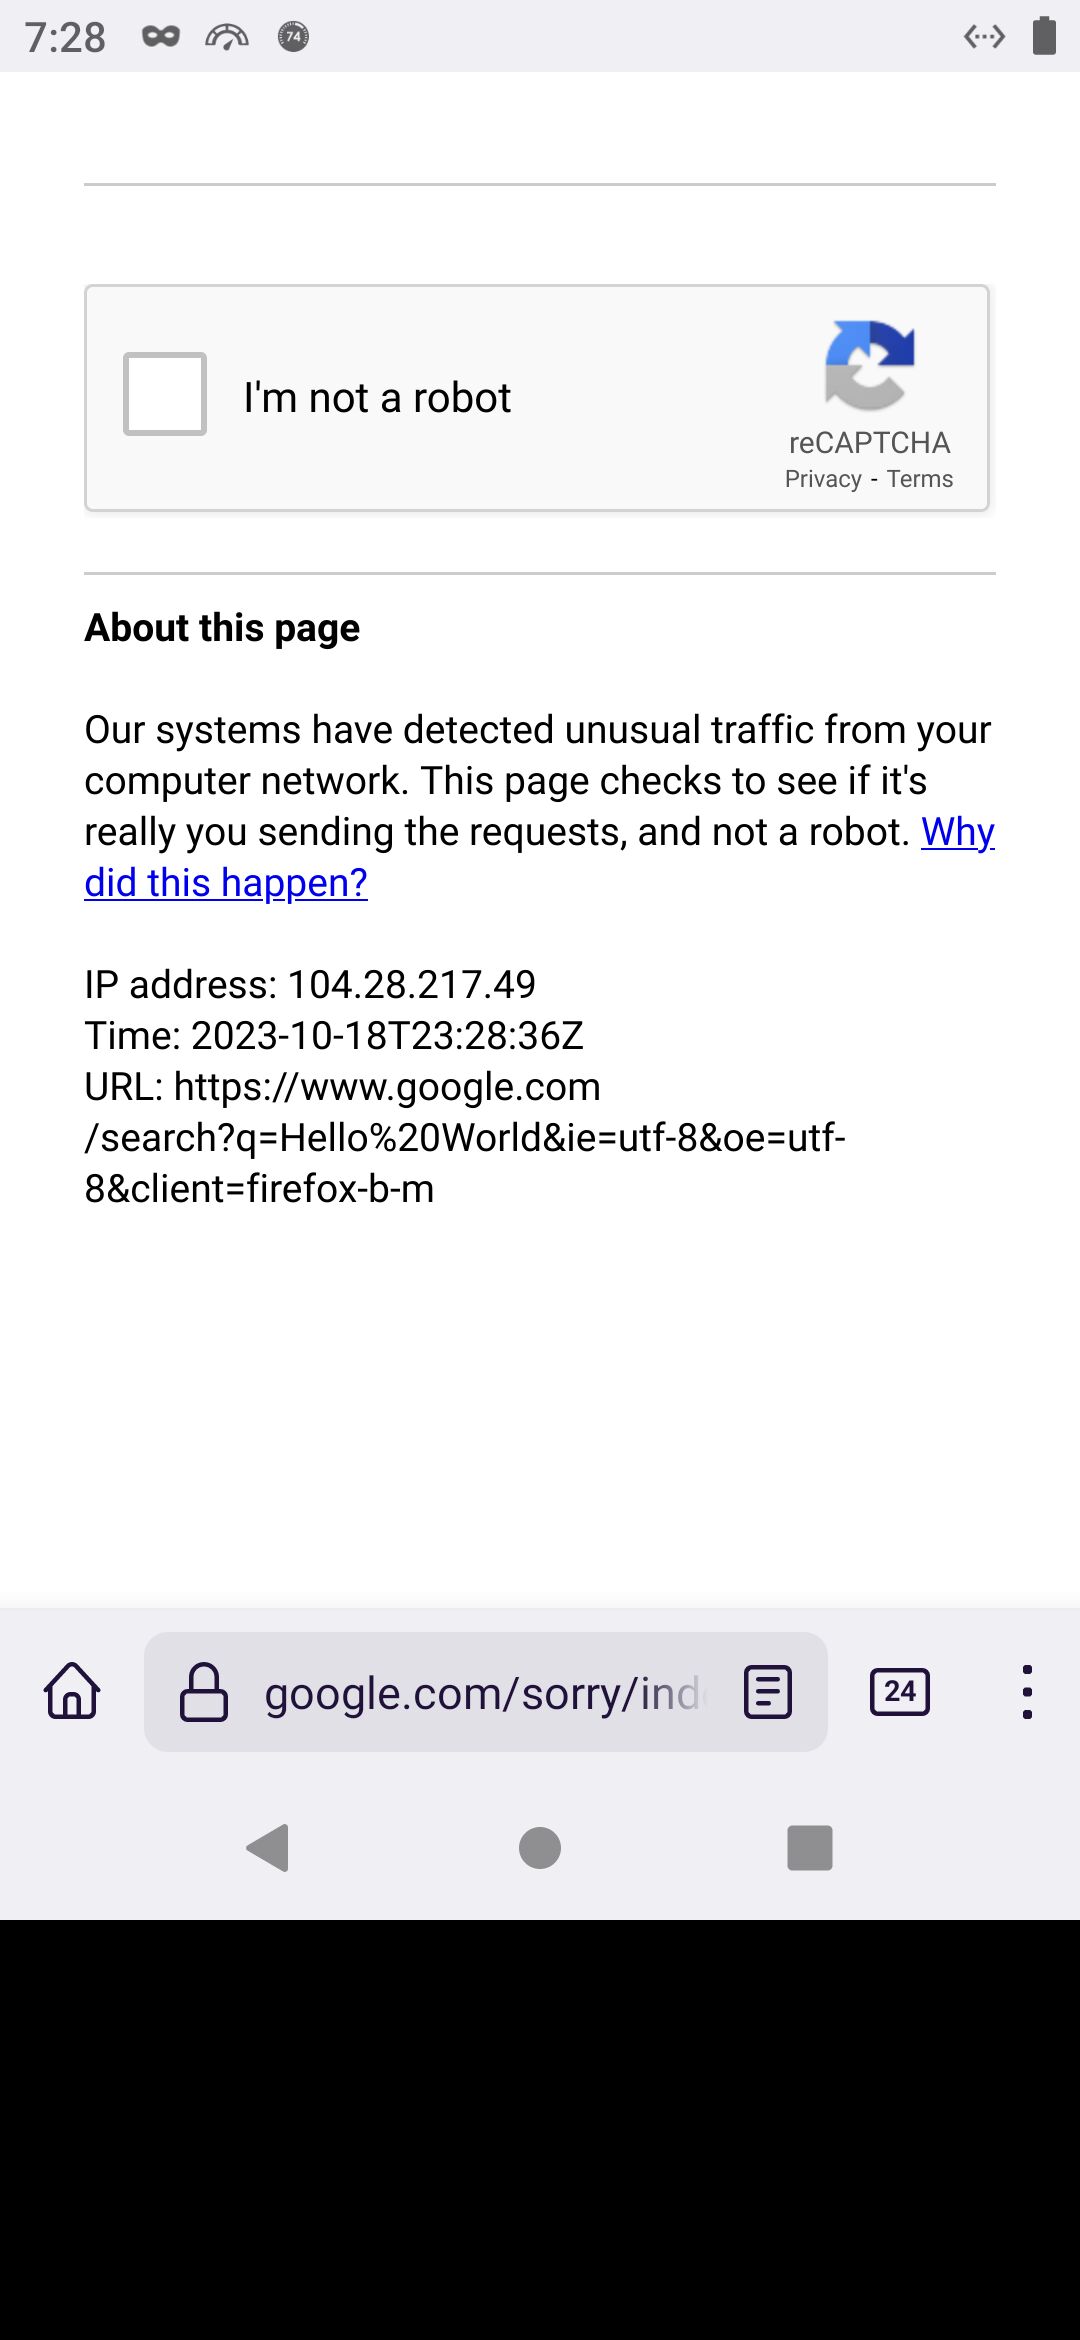 7:28
74
I'm not a robot
reCAPTCHA
Privacy - Terms
About this page
Our systems have detected unusual traffic from your
computer network. This page checks to see if it's
really you sending the requests, and not a robot. Why
did this happen?
IP address: 104.28.217.49
Time: 2023-10-18T23:28:36Z
URL: https://www.google.com
/search?q=Hello%20World&ie=utf-8&oe=utf-
8&client=firefox-b-m
google.com/sorry/ind
24